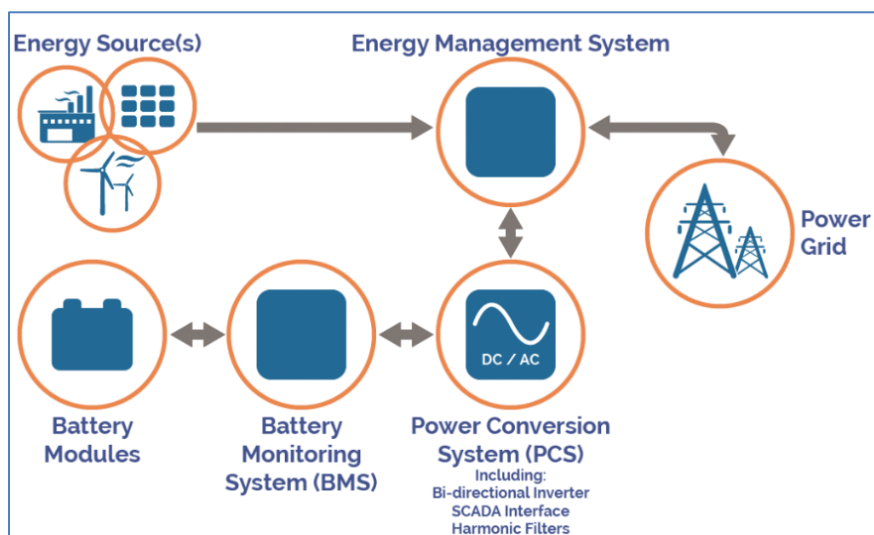 Energy Source(s)
Energy Management System
Power
Grid
DC / AC
Battery
Modules
Battery
Monitoring
System (BMS)
Power Conversion
System (PCS)
Including:
Bi-directional Inverter
SCADA Interface
Harmonic Filters